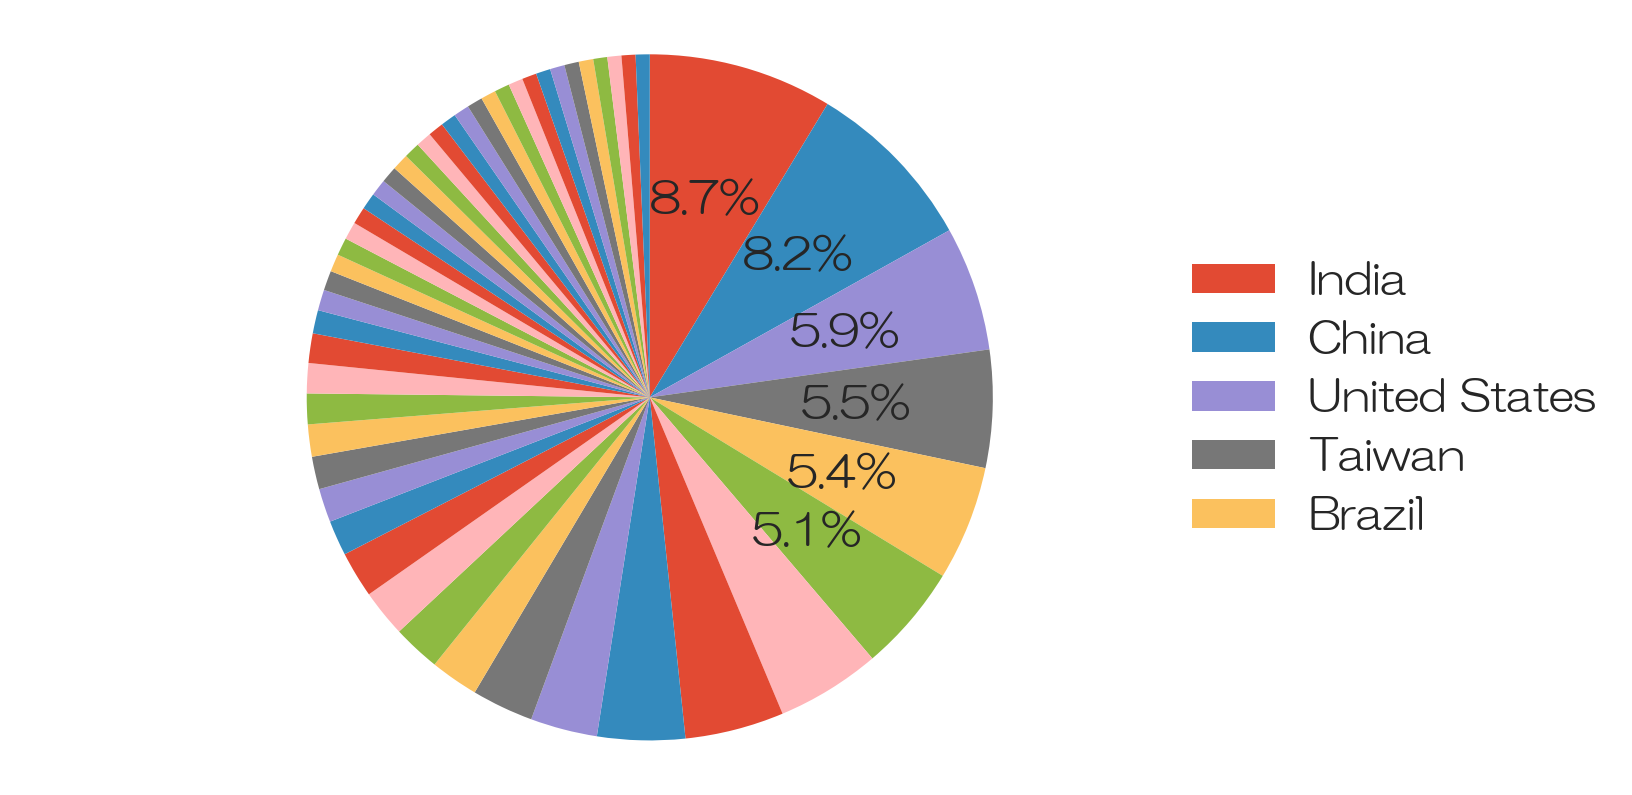 8.7%
8.2%
5.9%
5.5%
5.4%
5.1%
India
China
United States
Taiwan
Brazil